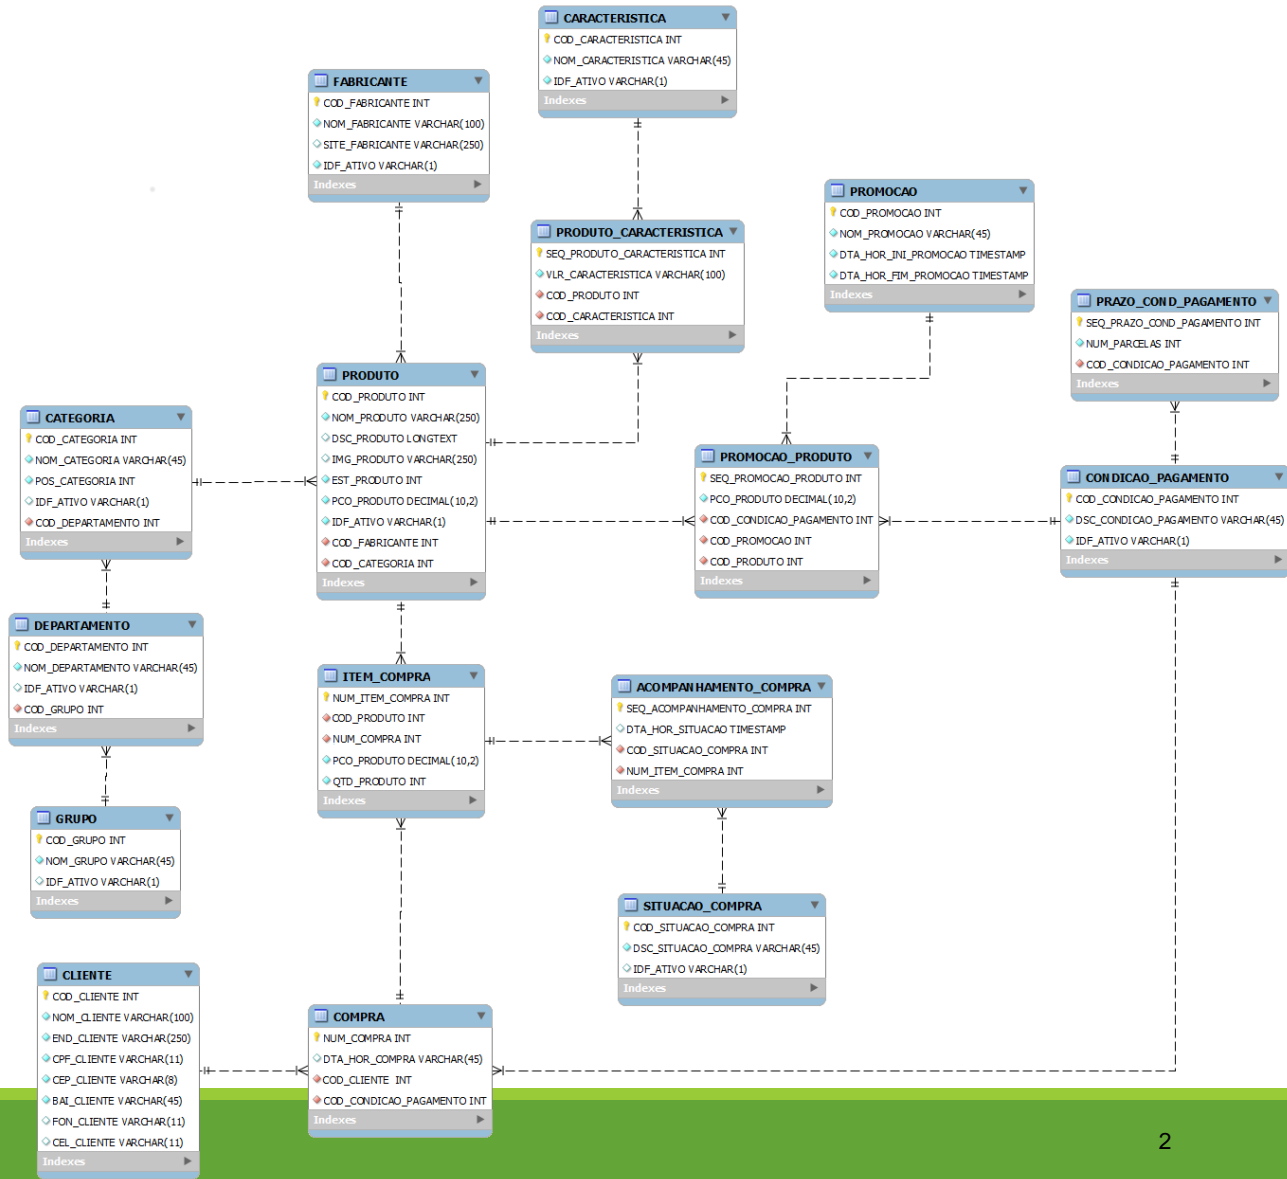 CARACTERISTICA
COD_CARACTERISTICA INT
NOM_CARACTERISTICA VARCHAR(45)
IDF_ATIVO VARCHAR(1)
Indexes
FABRICANTE
COD_FABRICANTE INT
NOM_FABRICANTE VARCHAR(100)
SITE_FABRICANTE VARCHAR(250)
IDF_ATIVO VARCHAR(1)
Indexes
PROMOCAO
COD_PROMOCAO INT
NOM_PROMOCAO VARCHAR(45)
DTA_HOR_INI_PROMOCAO TIMESTAMP
DTA_HOR_FIM_PROMOCAO TIMESTAMP
Indexes
PRODUTO_CARACTERISTICA
SEQ_PRODUTO_CARACTERISTICA INT
VLR_CARACTERISTICA VARCHAR(100)
COD_PRODUTO INT
COD_CARACTERISTICA INT
Indexes
PRAZO_COND_PAGAMENTO
SEQ_PRAZO_COND_PAGAMENTO INT
NUM_PARCELAS INT
COD_CONDICAO_PAGAMENTO INT
Indexes
PRODUTO
COD_PRODUTO INT
NOM_PRODUTO VARCHAR(250)
DSC_PRODUTO LONGTEXT
IMG_PRODUTO VARCHAR(250)
EST_PRODUTO INT
PCO_PRODUTO DECIMAL(10,2)
IDF_ATIVO VARCHAR(1)
COD_FABRICANTE INT
COD_CATEGORIA INT
Indexes
CATEGORIA
COD_CATEGORIA INT
NOM_CATEGORIA VARCHAR(45)
POS_CATEGORIA INT
IDF_ATIVO VARCHAR(1)
COD_DEPARTAMENTO INT
Indexes
PROMOCAO_PRODUTO
SEQ_PROMOCAO_PRODUTO INT
PCO_PRODUTO DECIMAL(10,2)
COD_CONDICAO_PAGAMENTO INT
COD_PROMOCAO INT
COD_PRODUTO INT
Indexes
CONDICAO_PAGAMENTO
COD_CONDICAO_PAGAMENTO INT
DSC_CONDICAO_PAGAMENTO VARCHAR(45)
IDF_ATIVO VARCHAR(1)
Indexes
DEPARTAMENTO
COD_DEPARTAMENTO INT
NOM_DEPARTAMENTO VARCHAR(45)
IDF_ATIVO VARCHAR(1)
COD_GRUPO INT
Indexes
ITEM_COMPRA
NUM_ITEM_COMPRA INT
COD_PRODUTO INT
NUM_COMPRA INT
PCO_PRODUTO DECIMAL(10,2)
QTD_PRODUTO INT
Indexes
ACOMPANHAMENTO_COMPRA
SEQ_ACOMPANHAMENTO_COMPRA INT
DTA_HOR_SITUACAO TIMESTAMP
COD_SITUACAO_COMPRA INT
NUM_ITEM_COMPRA INT
Indexes
GRUPO
COD_GRUPO INT
NOM_GRUPO VARCHAR(45)
IDF_ATIVO VARCHAR(1)
Indexes
SITUACAO_COMPRA
COD_SITUACAO_COMPRA INT
DSC_SITUACAO_COMPRA VARCHAR(45)
IDF_ATIVO VARCHAR(1)
Indexes
CLIENTE
COD_CLIENTE INT
NOM_CLIENTE VARCHAR(100)
END_CLIENTE VARCHAR(250)
CPF_CLIENTE VARCHAR(11)
CEP_CLIENTE VARCHAR(8)
BAI_CLIENTE VARCHAR(45)
FON_CLIENTE VARCHAR(11)
CEL_CLIENTE VARCHAR(11)
Indexes
COMPRA
NUM_COMPRA INT
DTA_HOR_COMPRA VARCHAR(45)
COD_CLIENTE INT
COD_CONDICAO_PAGAMENTO INT
Indexes
2